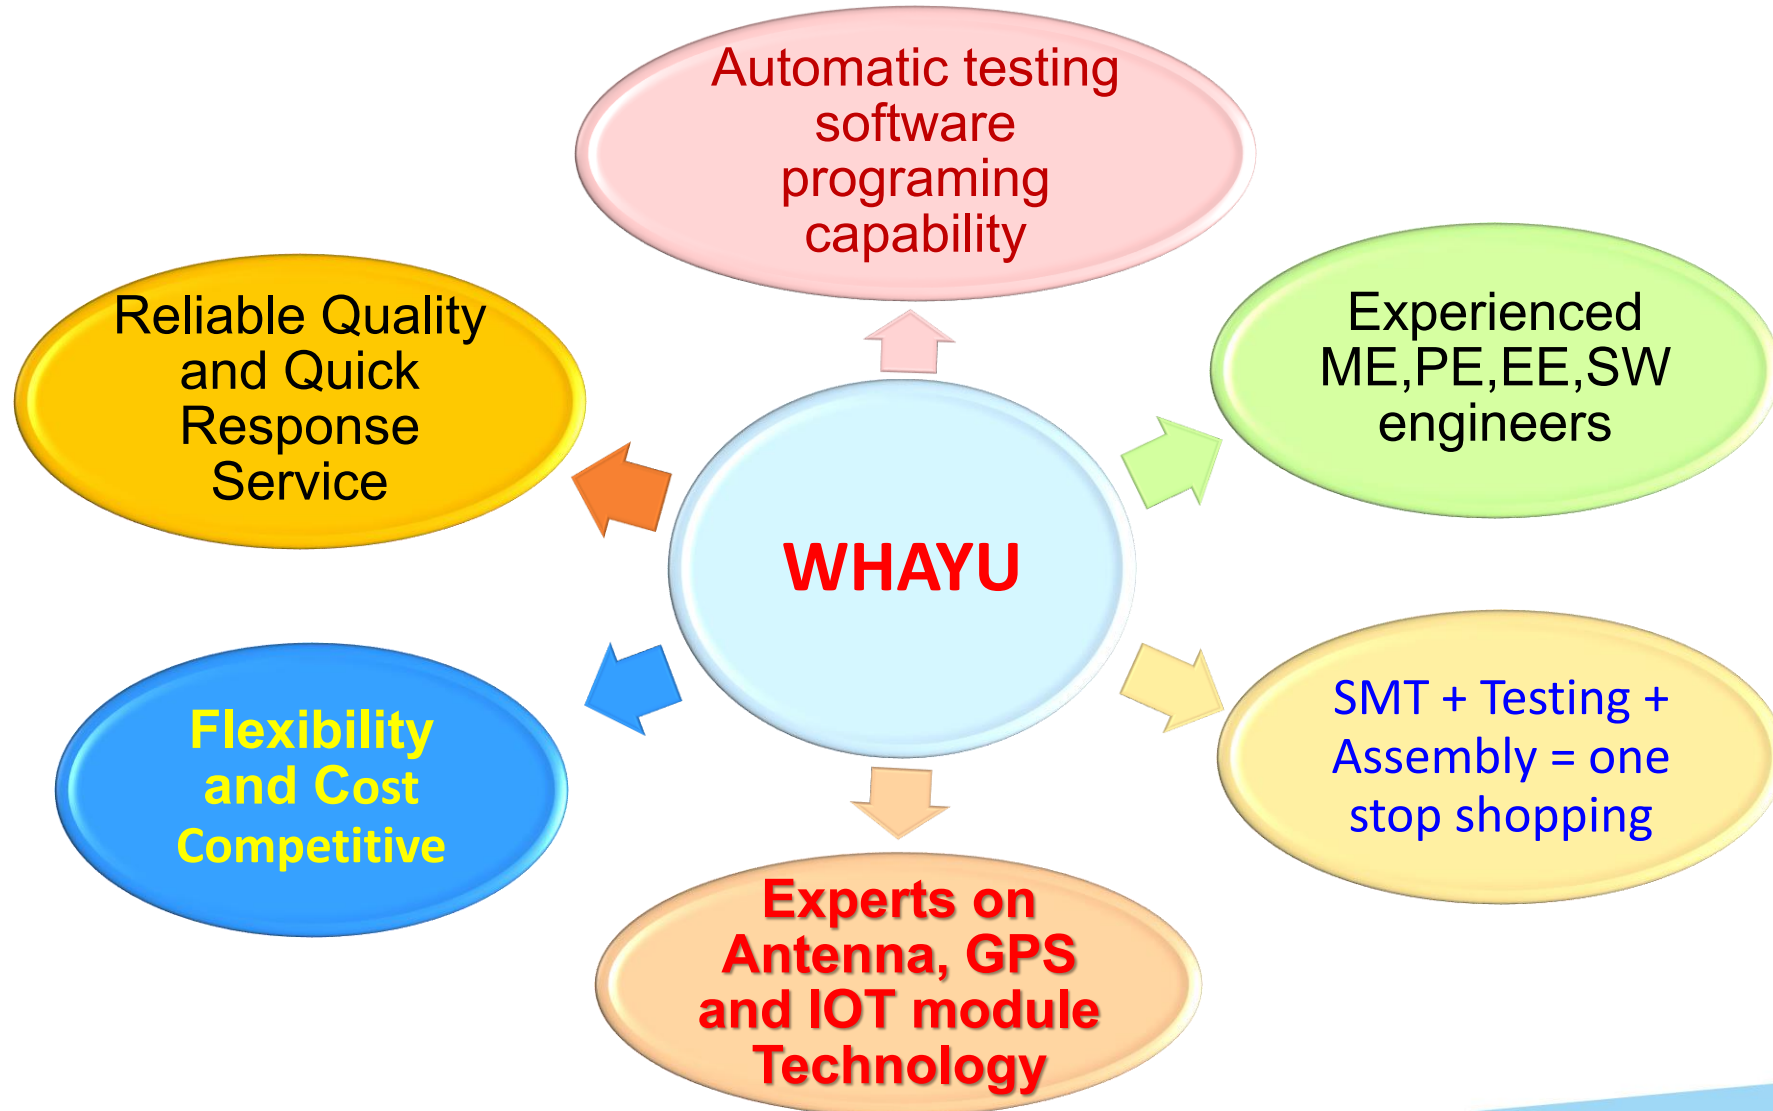 Automatic testing
software
programing
capability
Experienced
ME,PE,EE,SW
engineers
SMT + Testing +
Assembly = one
stop shopping
Experts on
Antenna, GPS
and IOT module
Technology
Flexibility
and Cost
Competitive
Reliable Quality
and Quick
Response
Service
WHAYU